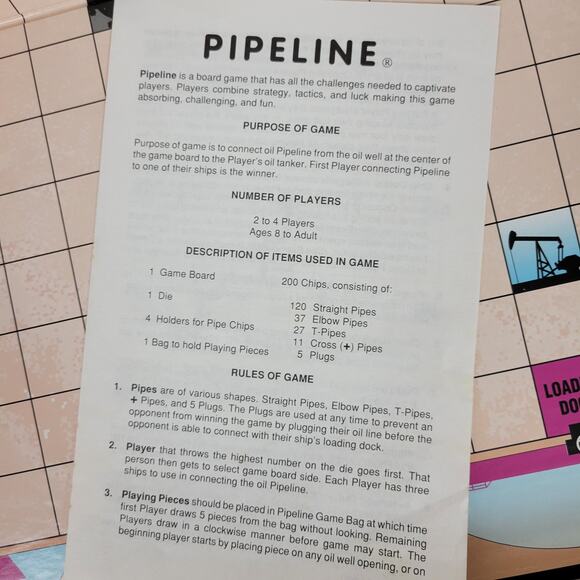 PIPELINE®
Pipeline is a board game that has all the challenges needed to captivate
players. Players combine strategy, tactics, and luck making this game
absorbing, challenging, and fun.
PURPOSE OF GAME
Purpose of game is to connect oil Pipeline from the oil well at the center of
the game board to the Player's oil tanker. First Player connecting Pipeline
to one of their ships is the winner.
NUMBER OF PLAYERS
2 to 4 Players
Ages 8 to Adult
DESCRIPTION OF ITEMS USED IN GAME
1 Game Board
1 Die
4 Holders for Pipe Chips
1 Bag to hold Playing Pieces
200 Chips, consisting of:
120 Straight Pipes
37 Elbow Pipes
27 T-Pipes
11 Cross (+) Pipes
5 Plugs
RULES OF GAME
1. Pipes are of various shapes. Straight Pipes, Elbow Pipes, T-Pipes,
+ Pipes, and 5 Plugs. The Plugs are used at any time to prevent an
opponent from winning the game by plugging their oil line before the
opponent is able to connect with their ship's loading dock.
2. Player that throws the highest number on the die goes first. That
person then gets to select game board side. Each Player has three
ships to use in connecting the oil Pipeline.
3. Playing Pieces should be placed in Pipeline Game Bag at which time
first Player draws 5 pieces from the bag without looking. Remaining
Players draw in a clockwise manner before game may start. The
beginning player starts by placing piece on any oil well opening, or on
LOAD
DO